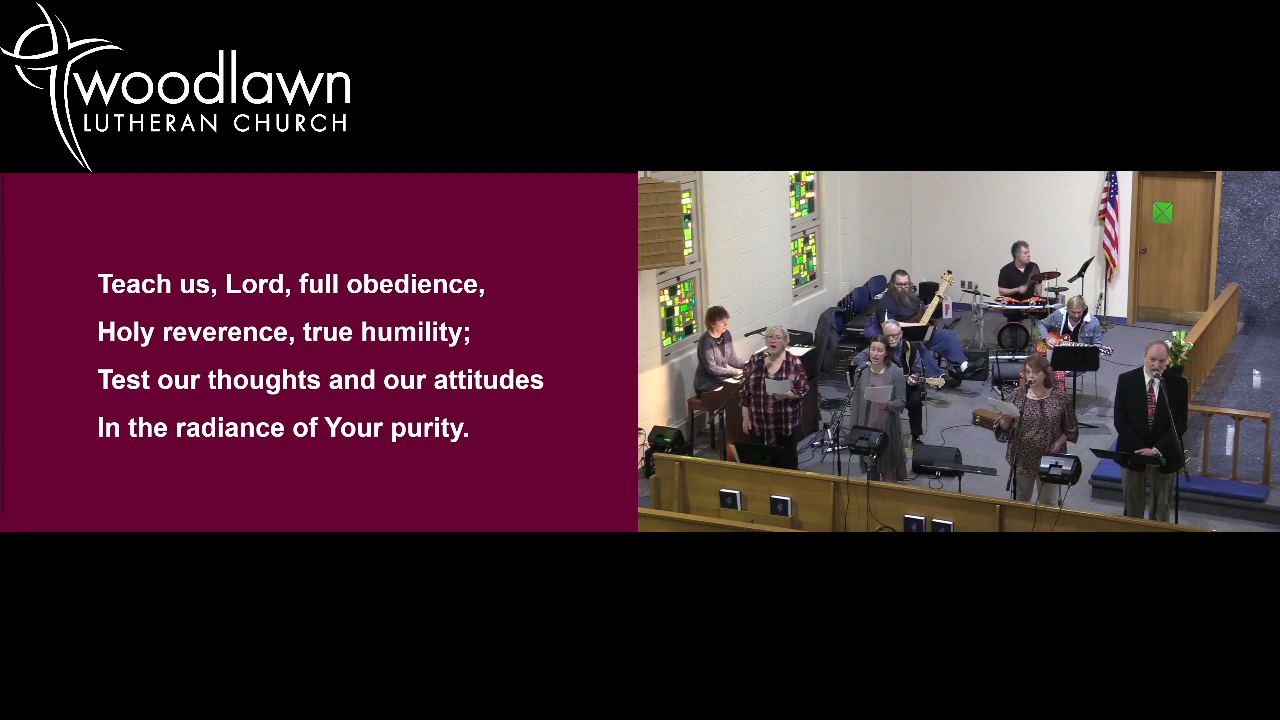 woodlawn
LUTHERAN CHURCH
Teach us, Lord, full obedience,
Holy reverence, true humility;
Test our thoughts and our attitudes
In the radiance of Your purity.